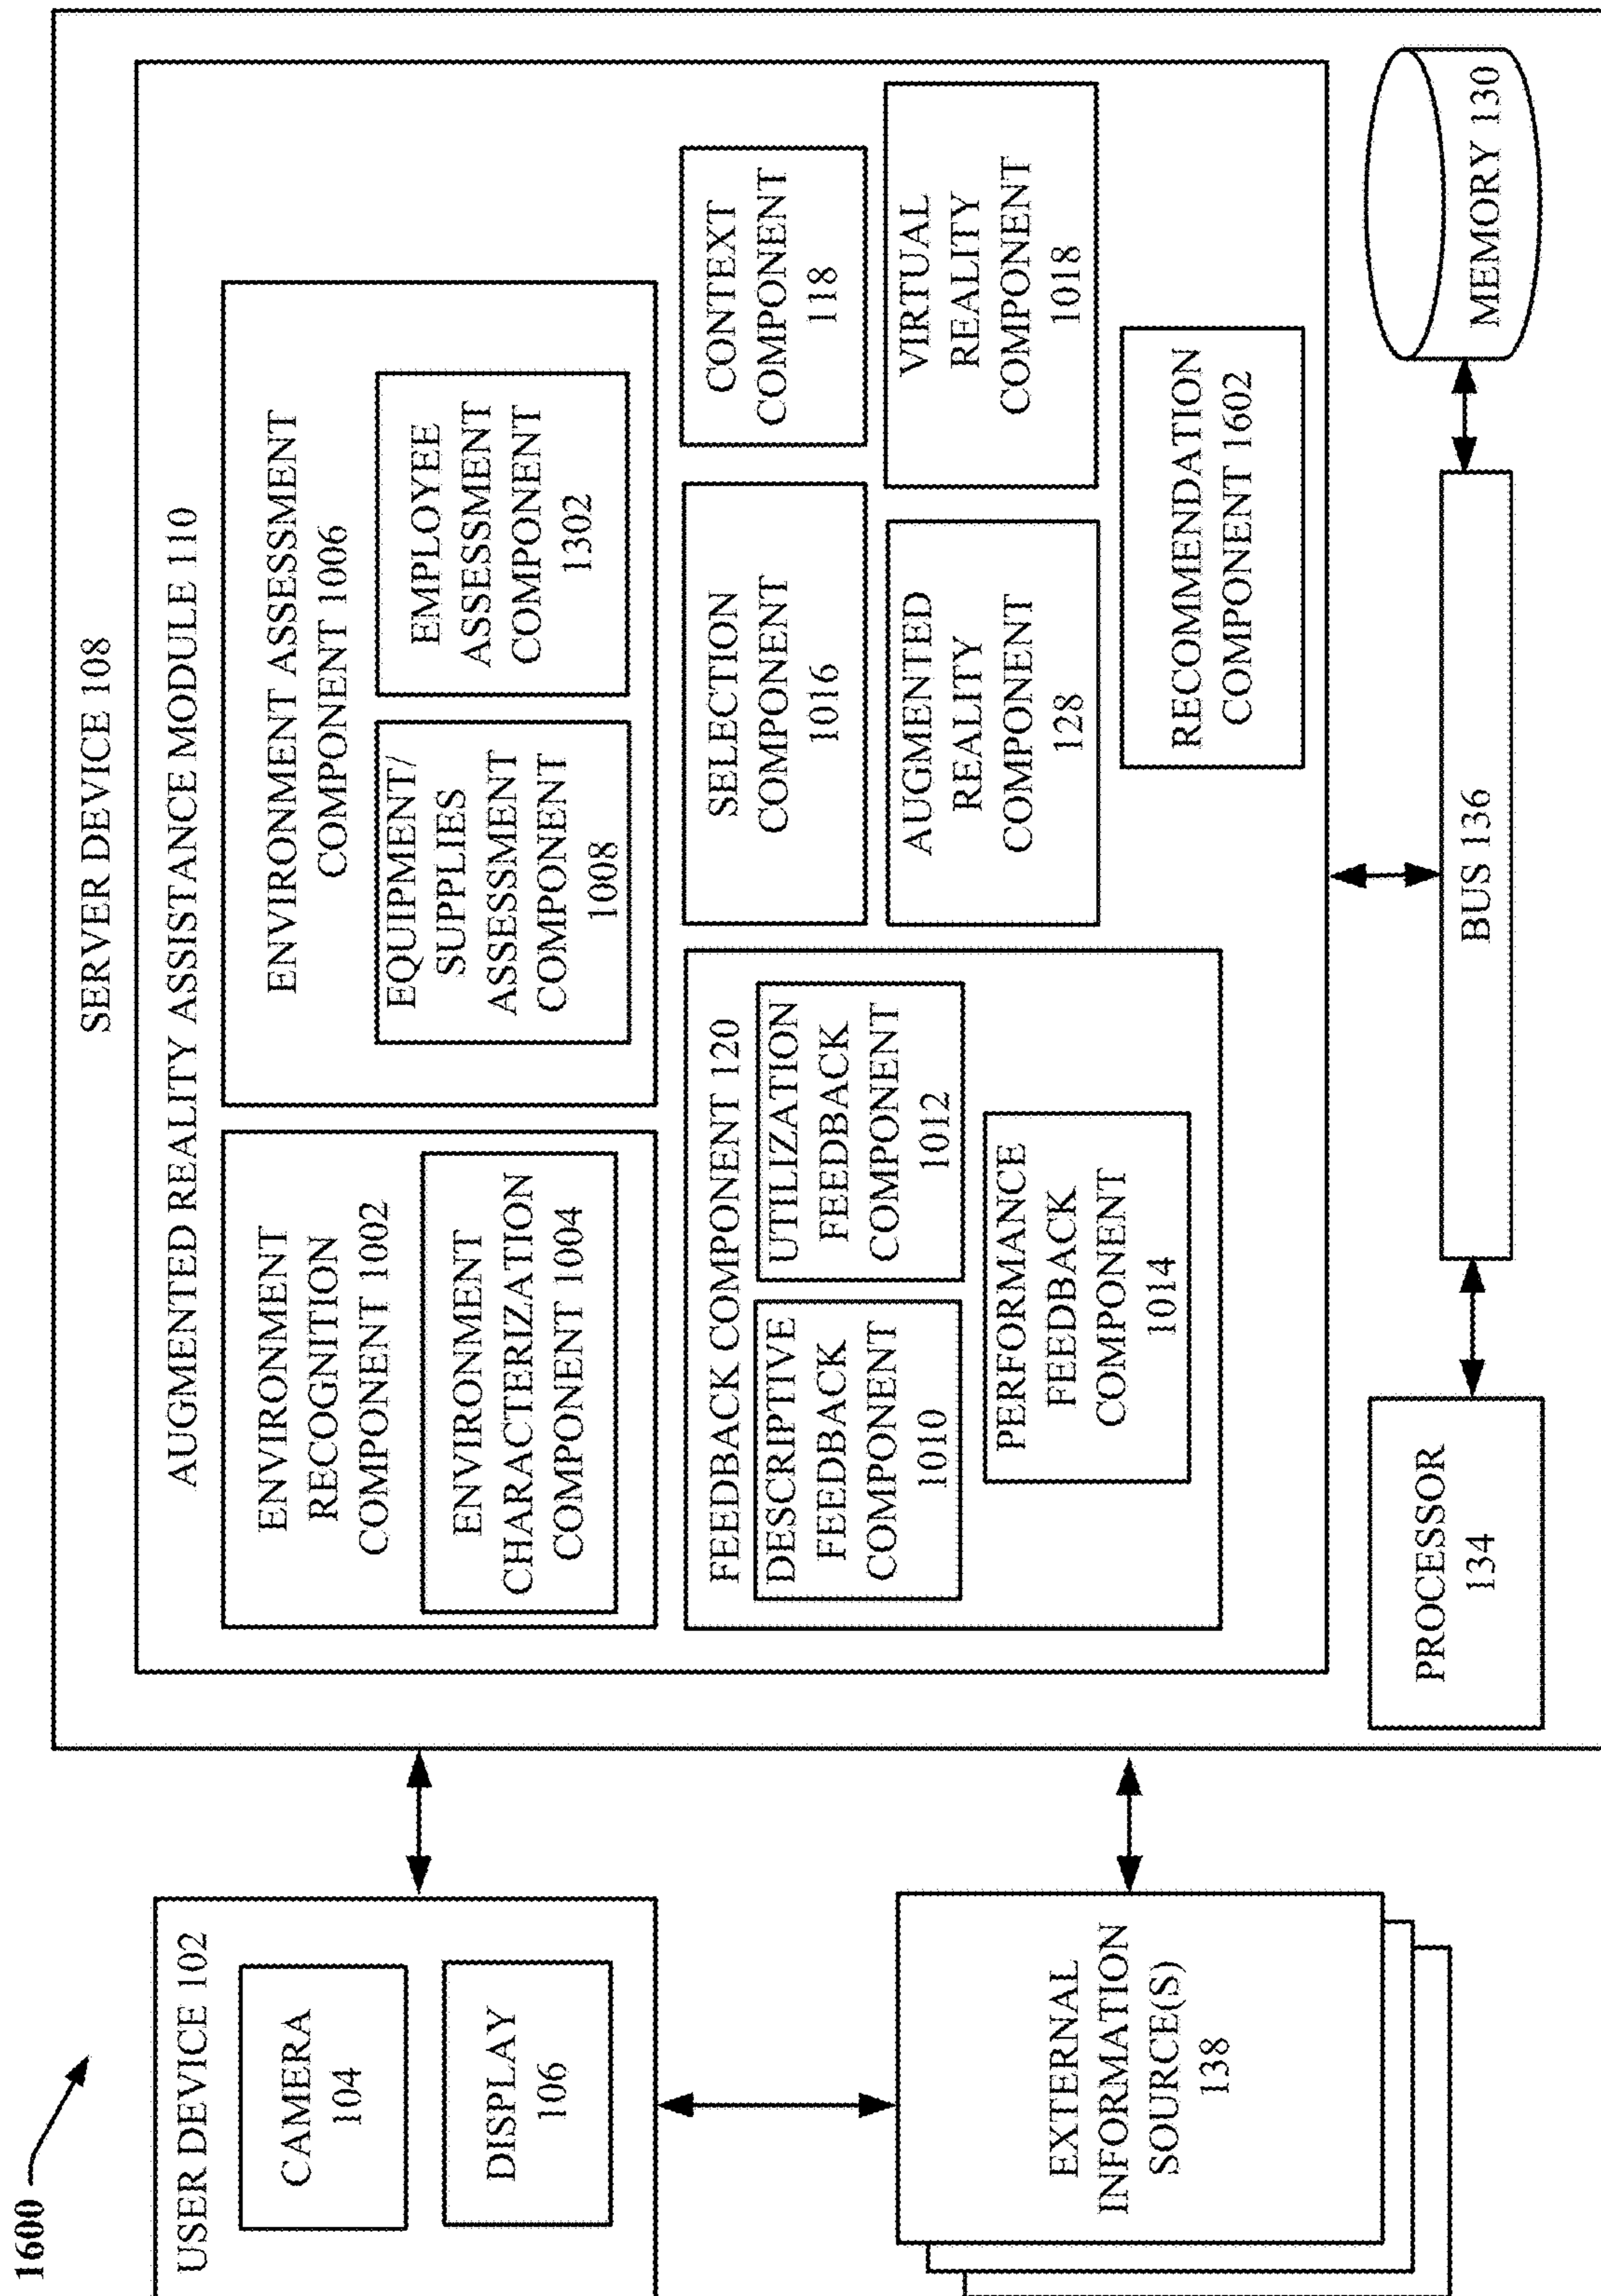 1600
USER DEVICE 102
CAMERA
104
DISPLAY
106
EXTERNAL
INFORMATION
SOURCE(S)
138
SERVER DEVICE 108
AUGMENTED REALITY ASSISTANCE MODULE 110
ENVIRONMENT
RECOGNITION
COMPONENT 1002
ENVIRONMENT
CHARACTERIZATION
COMPONENT 1004
ENVIRONMENT ASSESSMENT
COMPONENT 1006
EQUIPMENT/
SUPPLIES
ASSESSMENT
COMPONENT
1008
EMPLOYEE
ASSESSMENT
COMPONENT
1302
FEEDBACK COMPONENT 120
DESCRIPTIVE
FEEDBACK
COMPONENT
1010
UTILIZATION
FEEDBACK
COMPONENT
1012
PERFORMANCE
FEEDBACK
COMPONENT
1014
SELECTION
COMPONENT
1016
CONTEXT
COMPONENT
118
AUGMENTED
REALITY
COMPONENT
128
VIRTUAL
REALITY
COMPONENT
1018
RECOMMENDATION
COMPONENT 1602
PROCESSOR
134
BUS 136
MEMORY 130